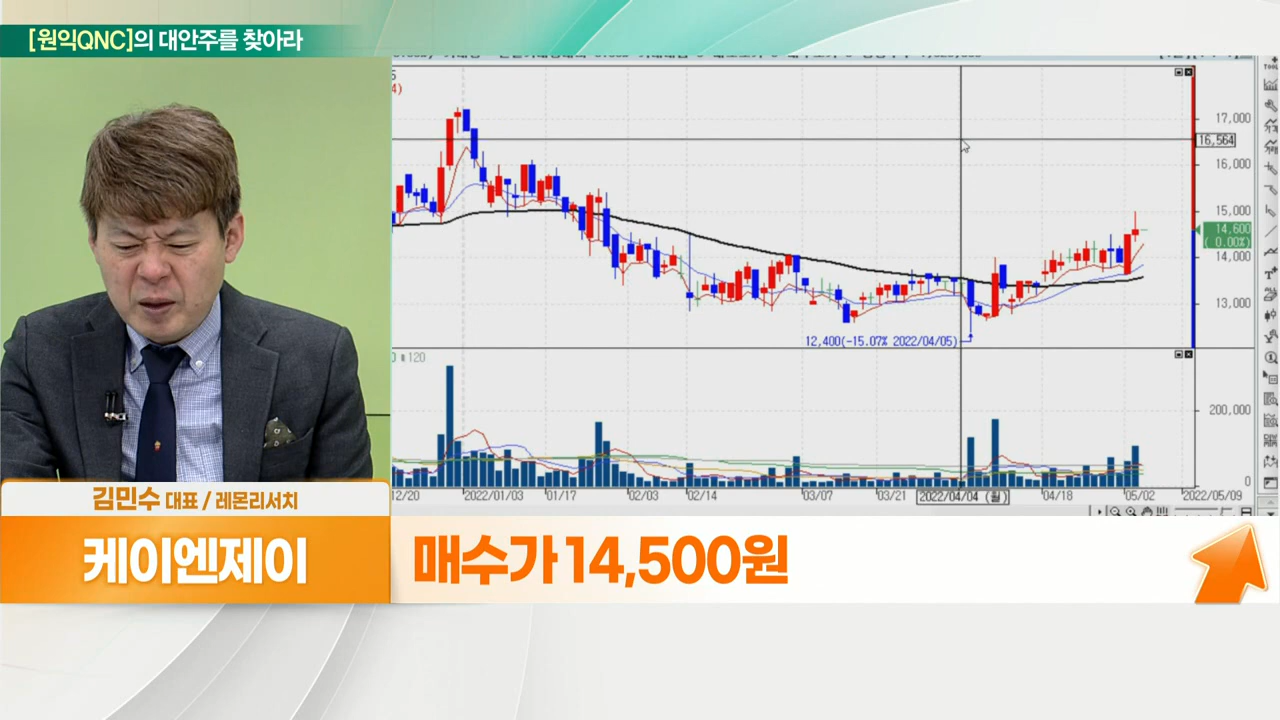 [원익QNC]의 대안주를 찾아라
5
4)
17,000
16,564
16,000
15,000
14,600
( 0.00%)
14,000
13,000
12,400(-15.07% 2022/04/05)
0 120
200,000
0
12/20 2022/01/03 01/17 02/03 02/14 03/07 03/21 2022/04/04 (월) 04/18 05/02 2022/05/09
김민수 대표 / 레몬리서치
케이엔제이
매수가 14,500원